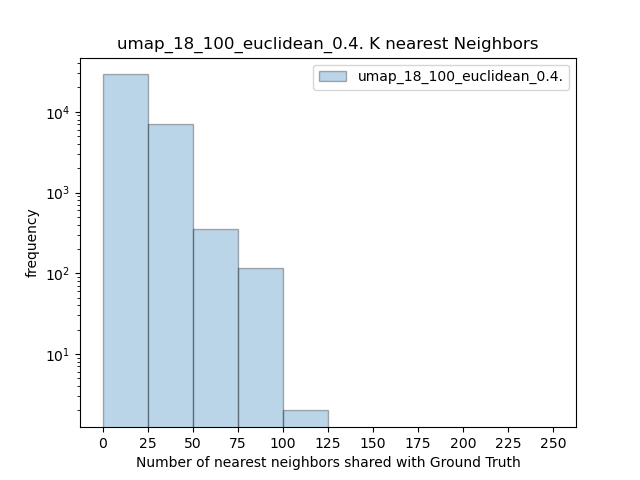 umap_18_100_euclidean_0.4. K nearest Neighbors
umap_18_100_euclidean_0.4.
frequency
10^4
10^3
10^2
10^1
0 25 50 75 100 125 150 175 200 225 250
Number of nearest neighbors shared with Ground Truth